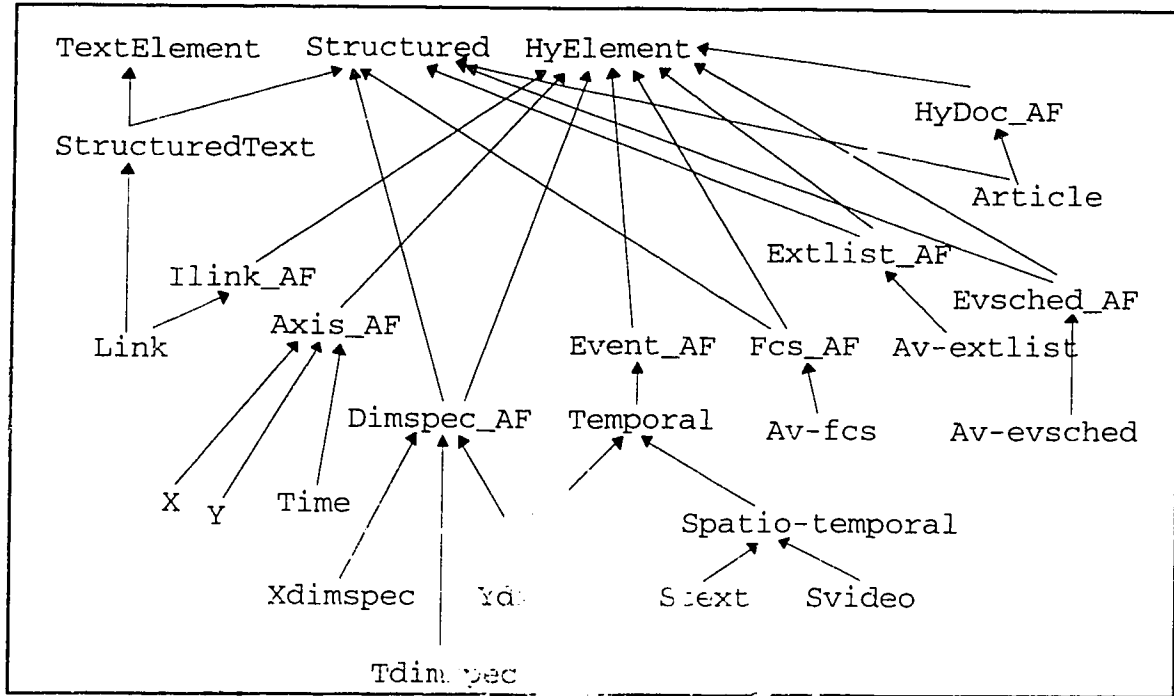 TextElement Structured HyElement
HyDoc_AF
StructuredText
Article
Extlist_AF
Ilink_AF
Evsched_AF
Axis_AF
Link Event_AF Fcs_AF Av-extlist
Dimspec_AF Temporal Av-fcs Av-evsched
X Y Time
Spatio-temporal
Xdimspec Svideo